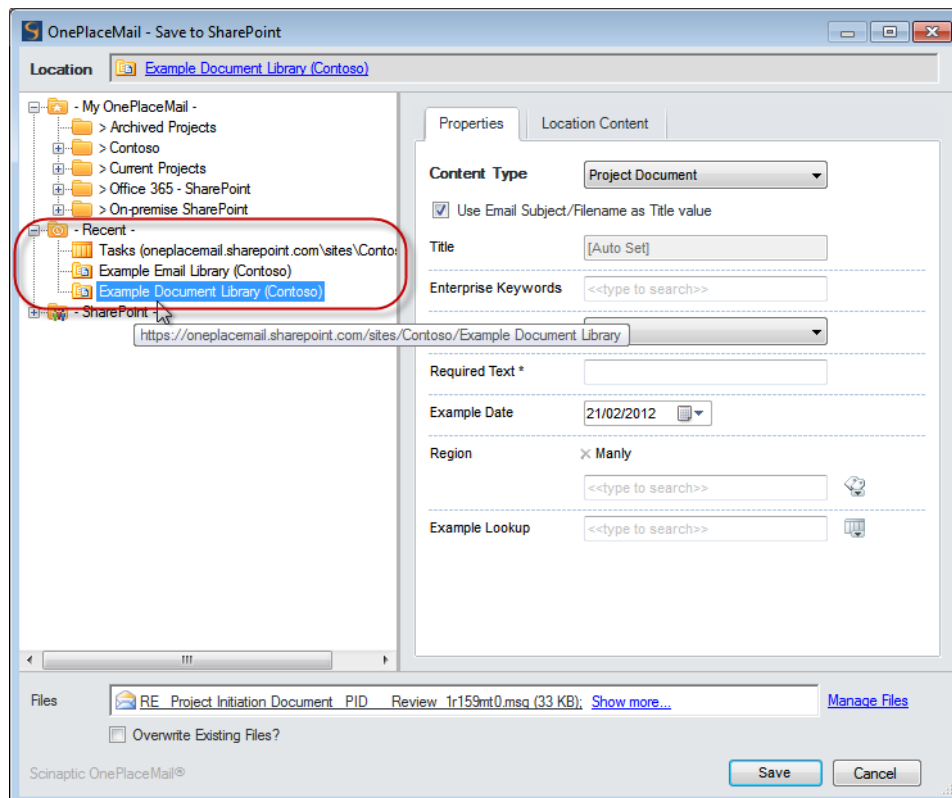 OnePlaceMail - Save to SharePoint
Location Example Document Library (Contoso)
- My OnePlaceMail -
> Archived Projects
> Contoso
> Current Projects
> Office 365 - SharePoint
> On-premise SharePoint
- Recent -
Tasks (oneplacemail.sharepoint.com\sites\Conto
Example Email Library (Contoso)
Example Document Library (Contoso)
- SharePoint -
https://oneplacemail.sharepoint.com/sites/Contoso/Example Document Library
Properties Location Content
Content Type Project Document
Use Email Subject/Filename as Title value
Title [Auto Set]
Enterprise Keywords <<type to search>>
Required Text *
Example Date 21/02/2012
Region Manly
<<type to search>>
Example Lookup <<type to search>>
Files RE Project Initiation Document PID Review 1r159mt0.msg (33 KB); Show more... Manage Files
Overwrite Existing Files?
Scinaptic OnePlaceMail®
Save Cancel